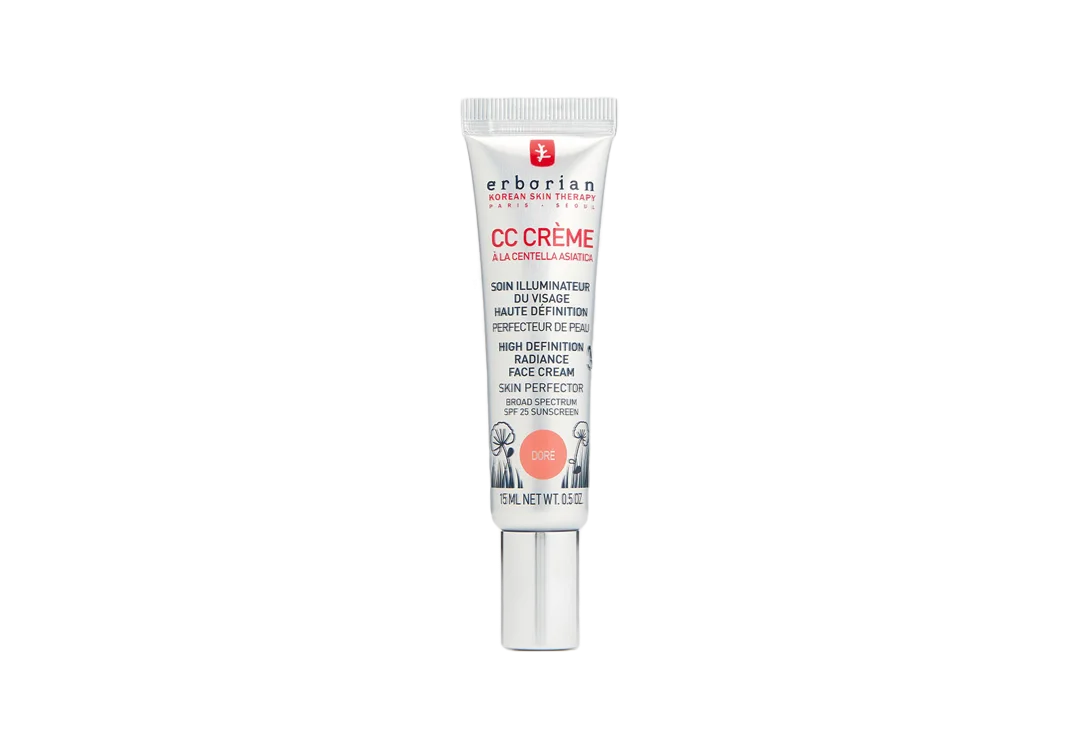 erborian
KOREAN SKIN THERAPY
PARIS - SEOUL
CC CRÈME
À LA CENTELLA ASIATICA
SOIN ILLUMINATEUR
DU VISAGE
HAUTE DÉFINITION
PERFECTEUR DE PEAU
HIGH DEFINITION
RADIANCE
FACE CREAM
SKIN PERFECTOR
BROAD SPECTRUM
SPF 25 SUNSCREEN
DORÉ
15 ML NET WT. 0.5 OZ.